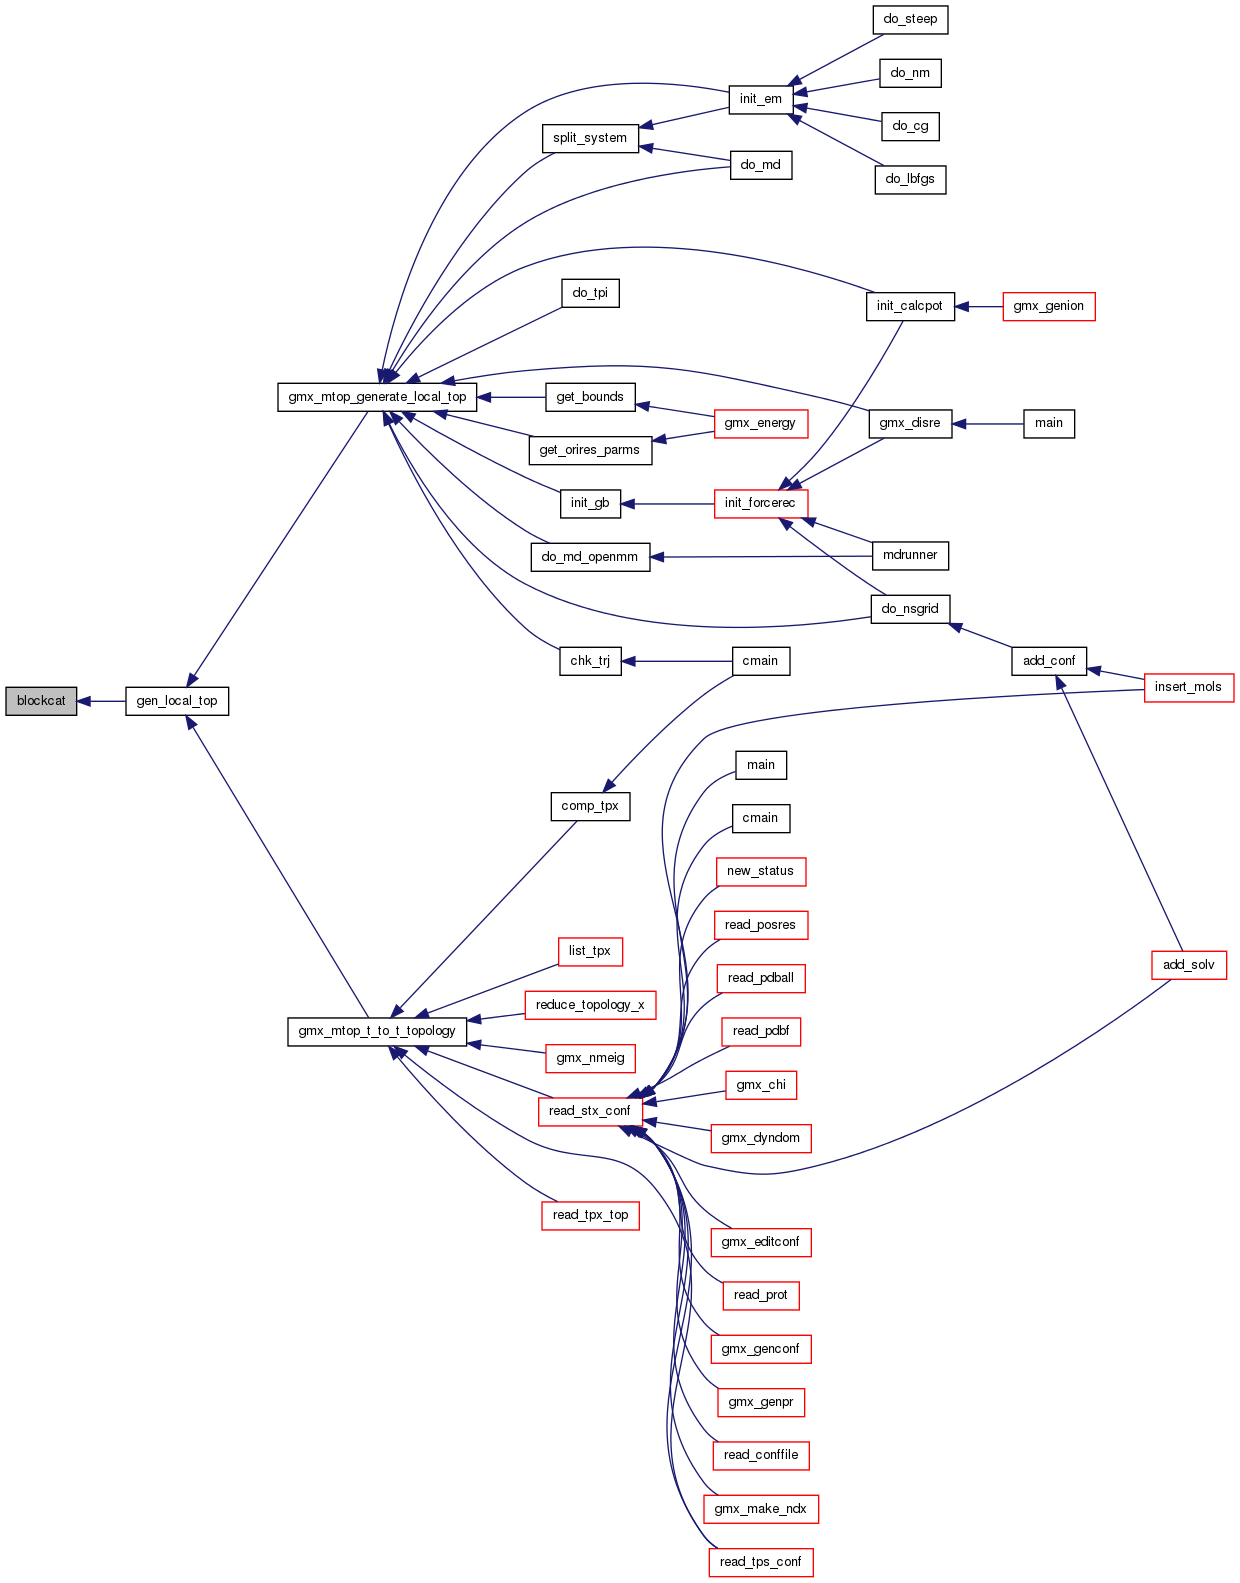 do_steep
do_nm
init_em
do_cg
split_system
do_md
do_lbfgs
do_tpi
init_calcpot
gmx_genion
gmx_mtop_generate_local_top
get_bounds
gmx_energy
gmx_disre
main
get_orires_parms
init_gb
init_forcerec
do_md_openmm
mdrunner
do_nsgrid
chk_trj
cmain
add_conf
blockcat
gen_local_top
insert_mols
main
comp_tpx
cmain
new_status
read_posres
list_tpx
add_solv
read_pdball
reduce_topology_x
gmx_mtop_t_to_t_topology
read_pdbf
gmx_nmeig
gmx_chi
read_stx_conf
gmx_dyndom
read_tpx_top
gmx_editconf
read_prot
gmx_genconf
gmx_genpr
read_conffile
gmx_make_ndx
read_tps_conf